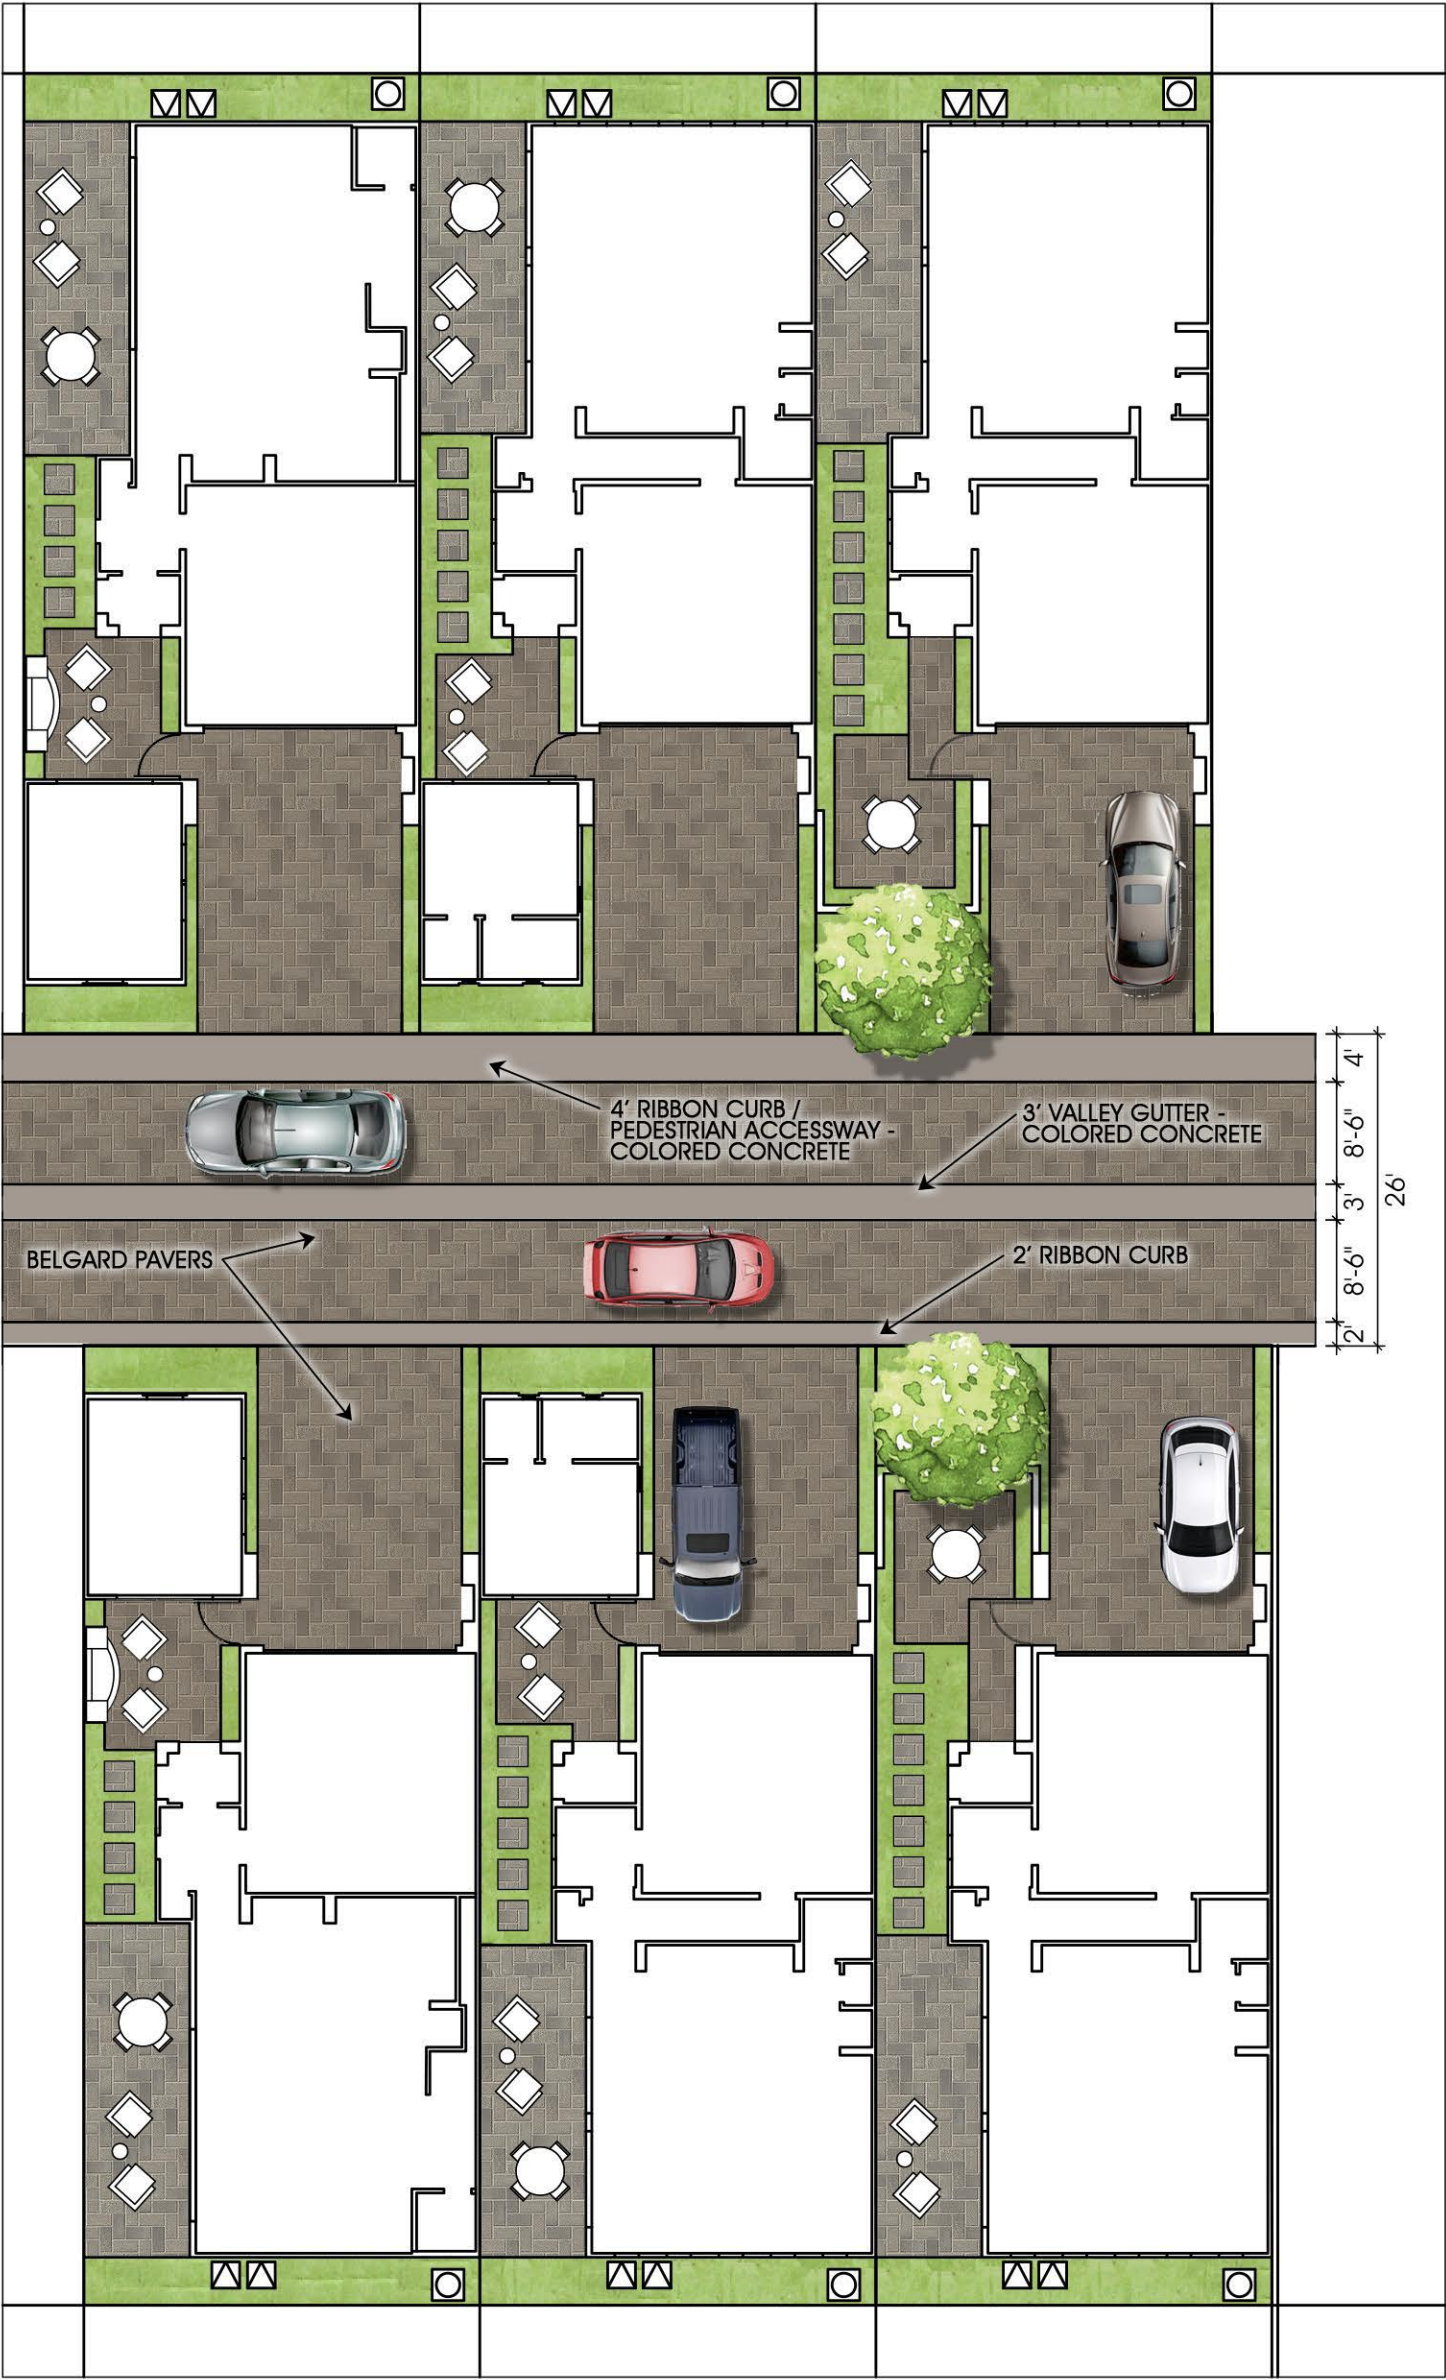 4'
4' RIBBON CURB /
PEDESTRIAN ACCESSWAY -
COLORED CONCRETE
3' VALLEY GUTTER -
COLORED CONCRETE
8'-6"
3'
26'
BELGARD PAVERS
2' RIBBON CURB
8'-6"
2'